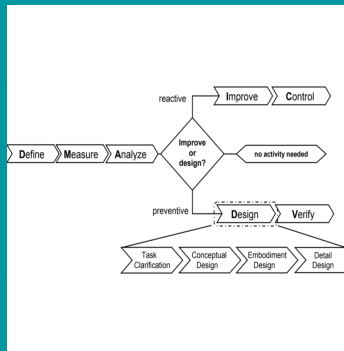 reactive
Improve
Control
Define
Measure
Analyze
Improve
or
design?
no activity needed
preventive
Design
Verify
Task
Clarification
Conceptual
Design
Embodiment
Design
Detail
Design